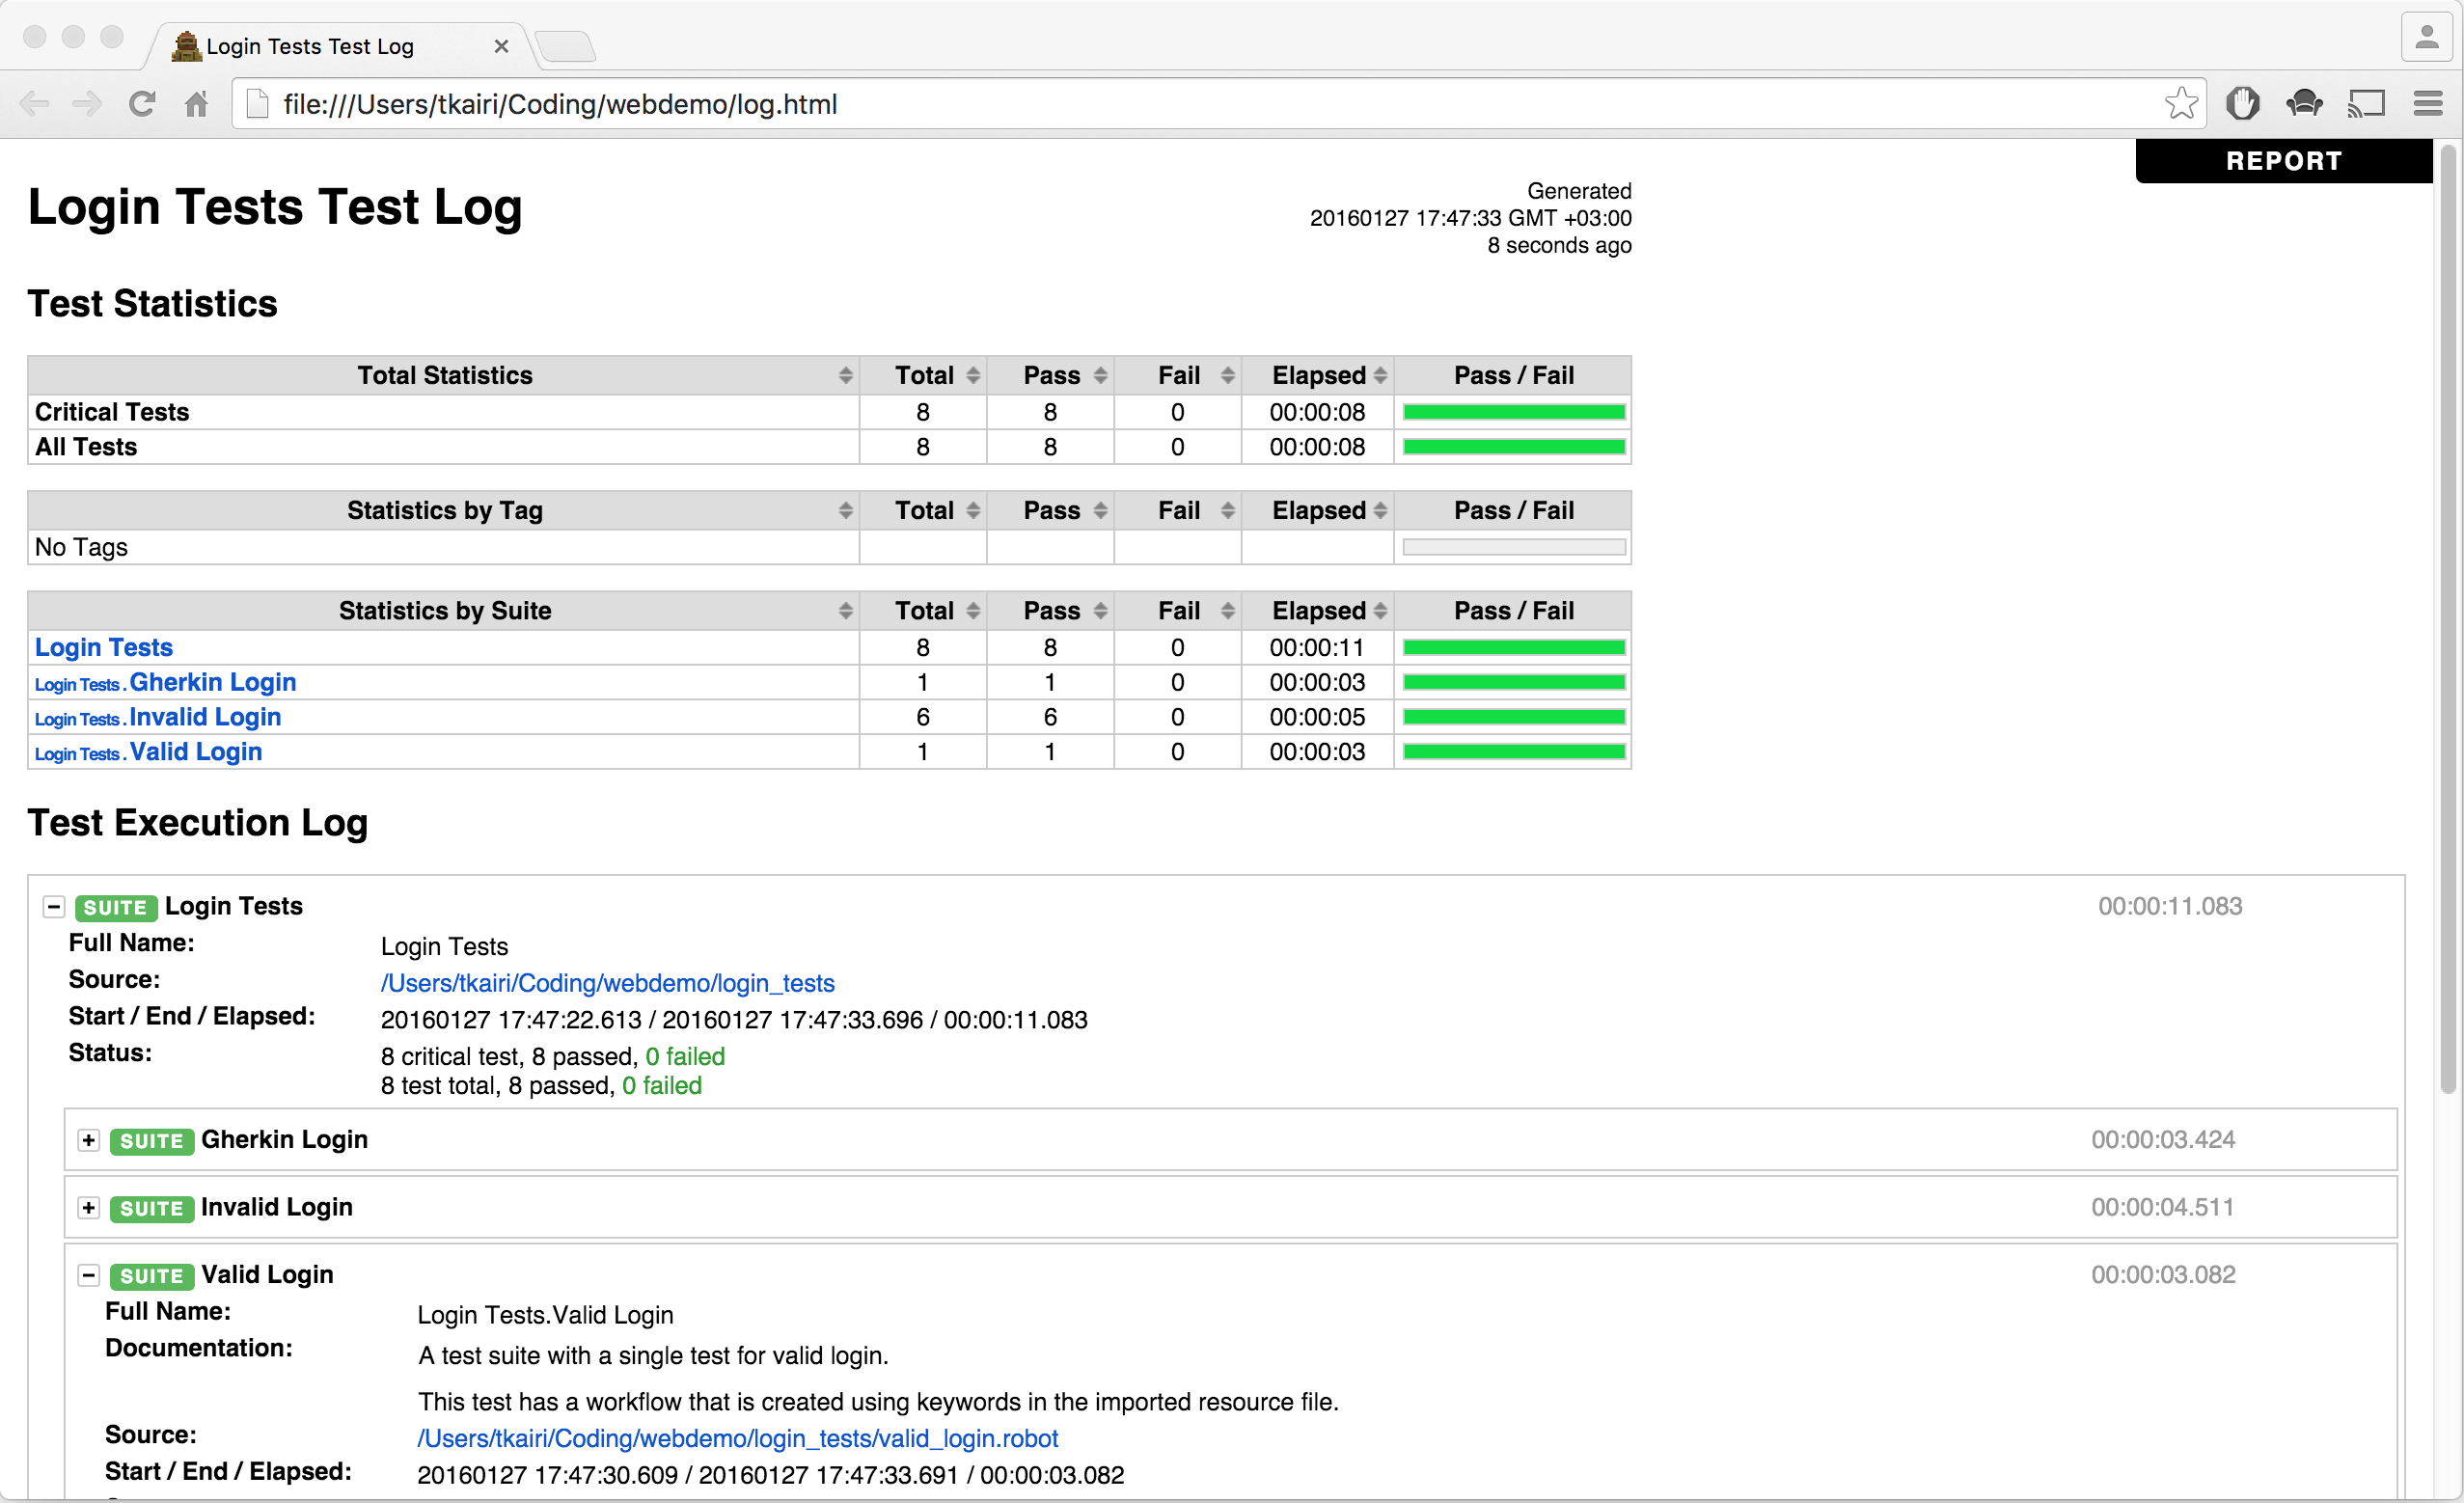 Login Tests Test Log
file:///Users/tkairi/Coding/webdemo/log.html
REPORT
Login Tests Test Log
Generated
20160127 17:47:33 GMT +03:00
8 seconds ago
Test Statistics
Total Statistics Total Pass Fail Elapsed Pass / Fail
Critical Tests 8 8 0 00:00:08
All Tests 8 8 0 00:00:08
Statistics by Tag Total Pass Fail Elapsed Pass / Fail
No Tags
Statistics by Suite Total Pass Fail Elapsed Pass / Fail
Login Tests 8 8 0 00:00:11
Login Tests . Gherkin Login 1 1 0 00:00:03
Login Tests . Invalid Login 6 6 0 00:00:05
Login Tests . Valid Login 1 1 0 00:00:03
Test Execution Log
SUITE Login Tests 00:00:11.083
Full Name: Login Tests
Source: /Users/tkairi/Coding/webdemo/login_tests
Start / End / Elapsed: 20160127 17:47:22.613 / 20160127 17:47:33.696 / 00:00:11.083
Status: 8 critical test, 8 passed, 0 failed
8 test total, 8 passed, 0 failed
SUITE Gherkin Login 00:00:03.424
SUITE Invalid Login 00:00:04.511
SUITE Valid Login 00:00:03.082
Full Name: Login Tests.Valid Login
Documentation: A test suite with a single test for valid login.
This test has a workflow that is created using keywords in the imported resource file.
Source: /Users/tkairi/Coding/webdemo/login_tests/valid_login.robot
Start / End / Elapsed: 20160127 17:47:30.609 / 20160127 17:47:33.691 / 00:00:03.082